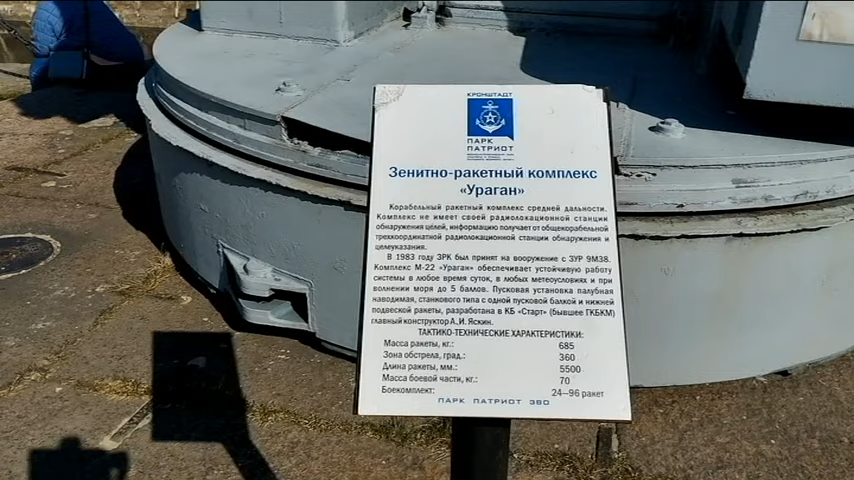 КРОНШТАДТ
ПАРК
ПАТРИОТ
Зенитно-ракетный комплекс
«Ураган»
Корабельный ракетный комплекс средней дальности.
Комплекс не имеет своей радиолокационной станции
обнаружения целей, информацию получает от общекорабельной
трехкоординатной радиолокационной станции обнаружения и
целеуказания.
В 1983 году ЗРК был принят на вооружение с ЗУР 9М38.
Комплекс М-22 «Ураган» обеспечивает устойчивую работу
системы в любое время суток, в любых метеоусловиях и при
волнении моря до 5 баллов. Пусковая установка палубная
наводимая, станкового типа с одной пусковой балкой и нижней
подвеской ракеты, разработана в КБ «Старт» (бывшее ГКБКМ)
главный конструктор А.И. Яскин.
ТАКТИКО-ТЕХНИЧЕСКИЕ ХАРАКТЕРИСТИКИ:
Масса ракеты, кг.: 685
Зона обстрела, град.: 360
Длина ракеты, мм.: 5500
Масса боевой части, кг.: 70
Боекомплект: 24—96 ракет
ПАРК ПАТРИОТ 360